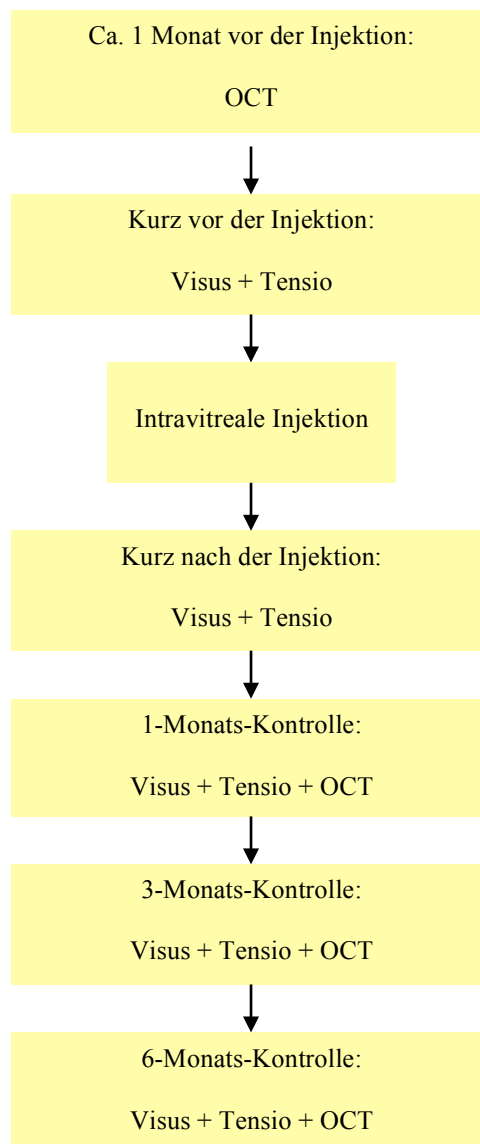 Ca. 1 Monat vor der Injektion:
OCT
Kurz vor der Injektion:
Visus + Tensio
Intravitreale Injektion
Kurz nach der Injektion:
Visus + Tensio
1-Monats-Kontrolle:
Visus + Tensio + OCT
3-Monats-Kontrolle:
Visus + Tensio + OCT
6-Monats-Kontrolle:
Visus + Tensio + OCT